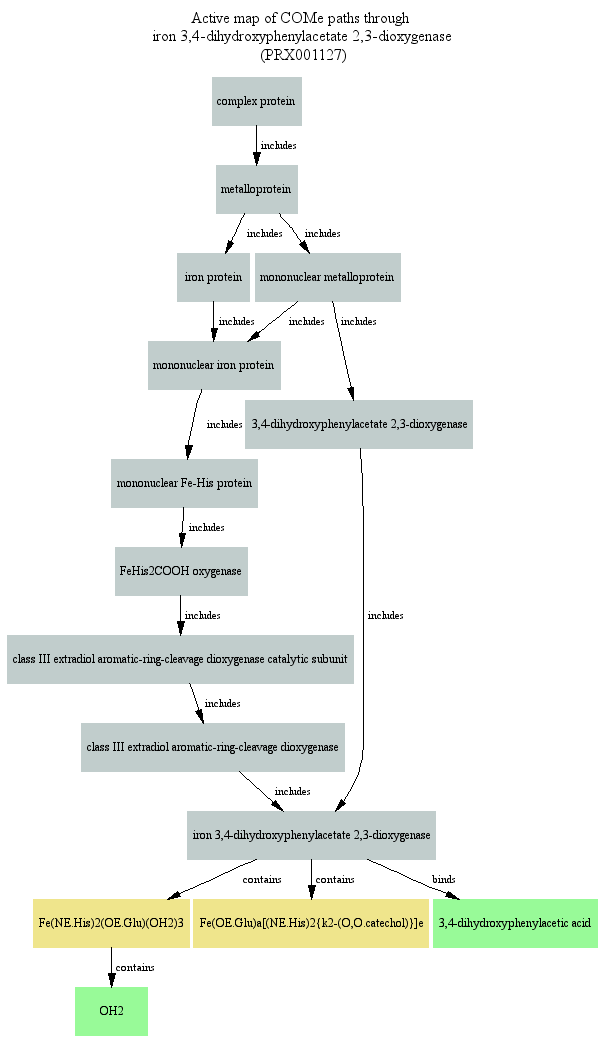 Active map of COMe paths through
iron 3,4-dihydroxyphenylacetate 2,3-dioxygenase
(PRX001127)
complex protein
includes
metalloprotein
includes
includes
iron protein
mononuclear metalloprotein
includes
includes
includes
mononuclear iron protein
includes
3,4-dihydroxyphenylacetate 2,3-dioxygenase
mononuclear Fe-His protein
includes
FeHis2COOH oxygenase
includes
includes
class III extradiol aromatic-ring-cleavage dioxygenase catalytic subunit
includes
class III extradiol aromatic-ring-cleavage dioxygenase
includes
iron 3,4-dihydroxyphenylacetate 2,3-dioxygenase
contains
contains
binds
Fe(NE.His)2(OE.Glu)(OH2)3
Fe(OE.Glu)a[(NE.His)2{k2-(O,O.catechol)}]e
3,4-dihydroxyphenylacetic acid
contains
OH2